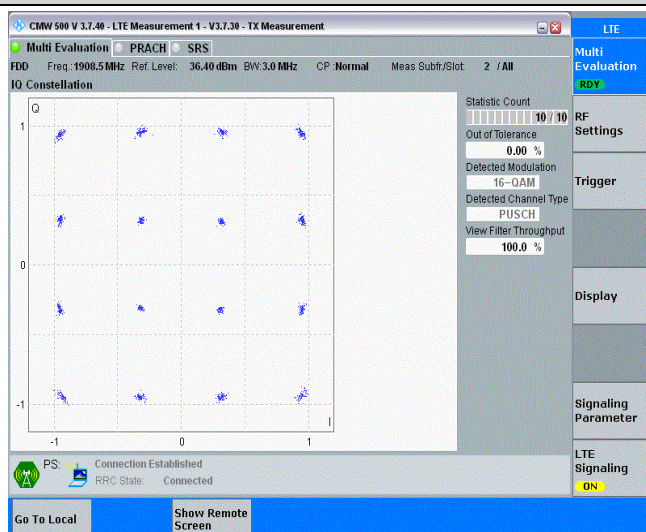 CMW 500 V 3.7.40 - LTE Measurement 1 - V3.7.30 - TX Measurement
LTE
Multi Evaluation PRACH SRS
FDD Freq.:1908.5 MHz Ref. Level: 36.40 dBm BW:3.0 MHz CP :Normal Meas Subfr./Slot: 2 / All
IQ Constellation
Q
1
0
-1
-1 0 1
I
Statistic Count
10 / 10
Out of Tolerance
0.00 %
Detected Modulation
16-QAM
Detected Channel Type
PUSCH
View Filter Throughput
100.0 %
Multi
Evaluation
RDY
RF
Settings
Trigger
Display
Signaling
Parameter
LTE
Signaling
ON
PS: Connection Established
RRC State: Connected
Go To Local
Show Remote
Screen